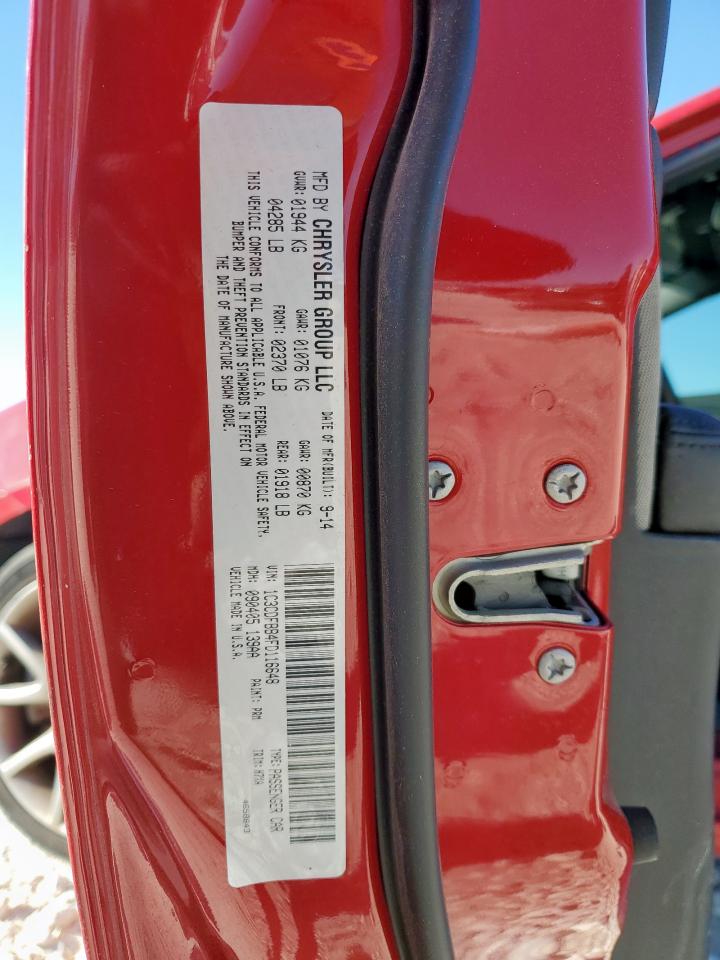 MFD BY CHRYSLER GROUP LLC DATE OF MFR(BUILT): 9-14
GVWR: 01944 KG GAWR: 01076 KG GAWR: 00870 KG
04285 LB FRONT: 02370 LB REAR: 01918 LB
THIS VEHICLE CONFORMS TO ALL APPLICABLE U.S.A. FEDERAL MOTOR VEHICLE SAFETY,
BUMPER AND THEFT PREVENTION STANDARDS IN EFFECT ON
THE DATE OF MANUFACTURE SHOWN ABOVE.
VIN: 1C3CDFBB4FD116648 TYPE: PASSENGER CAR
MDH: 090405 139AA PAINT: PRM TRIM:
VEHICLE MADE IN U.S.A. 4658643